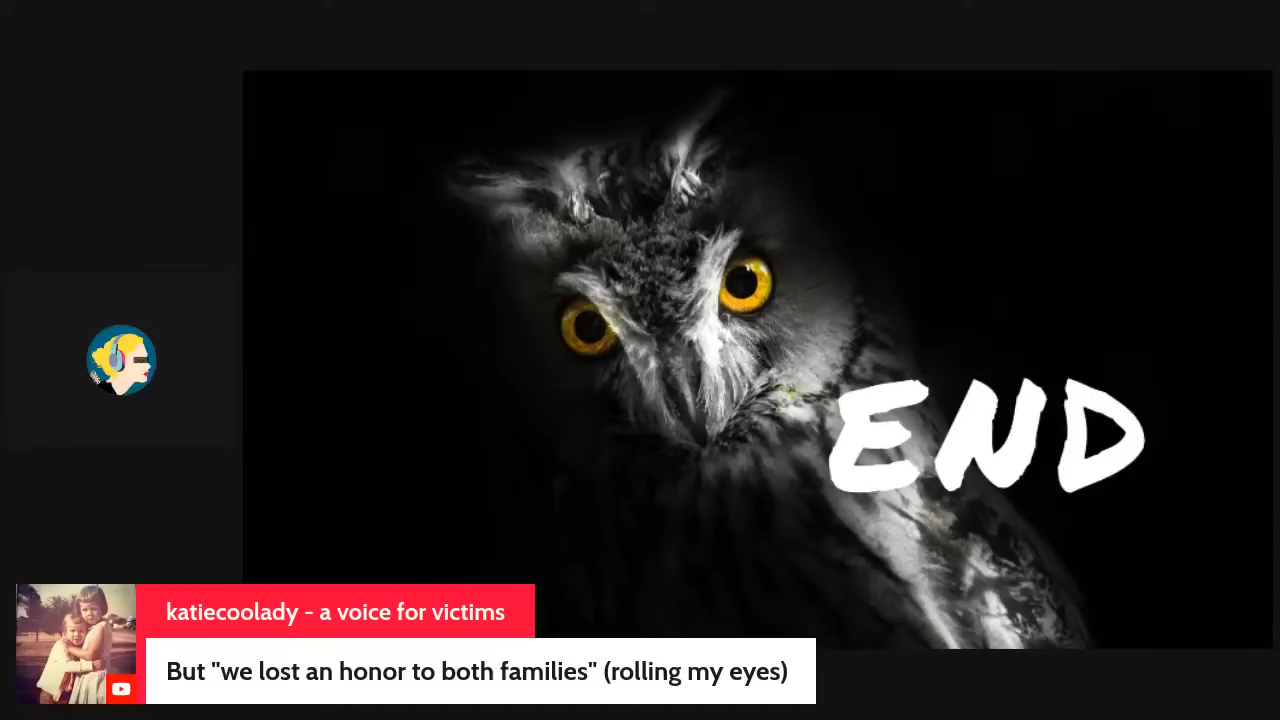 END
katiecoolady - a voice for victims
But "we lost an honor to both families" (rolling my eyes)